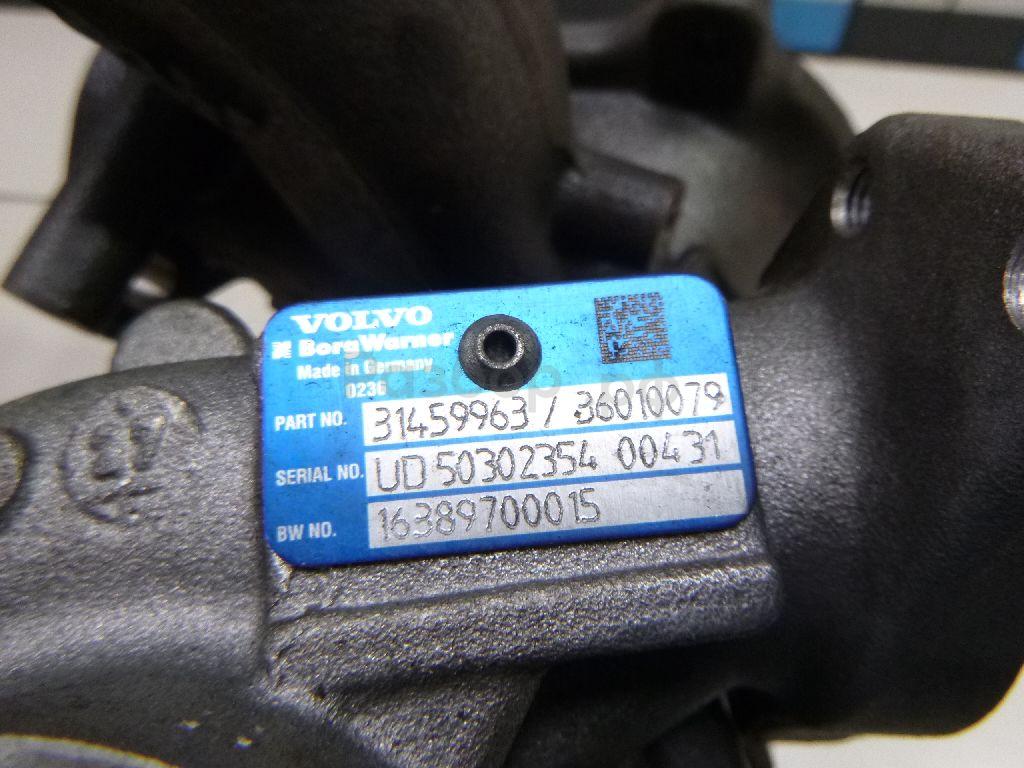 VOLVO
BorgWarner
Made in Germany
0236
PART NO. 31459963 / 36010079
SERIAL NO. UD 50302354 00431
BW NO. 16389700015